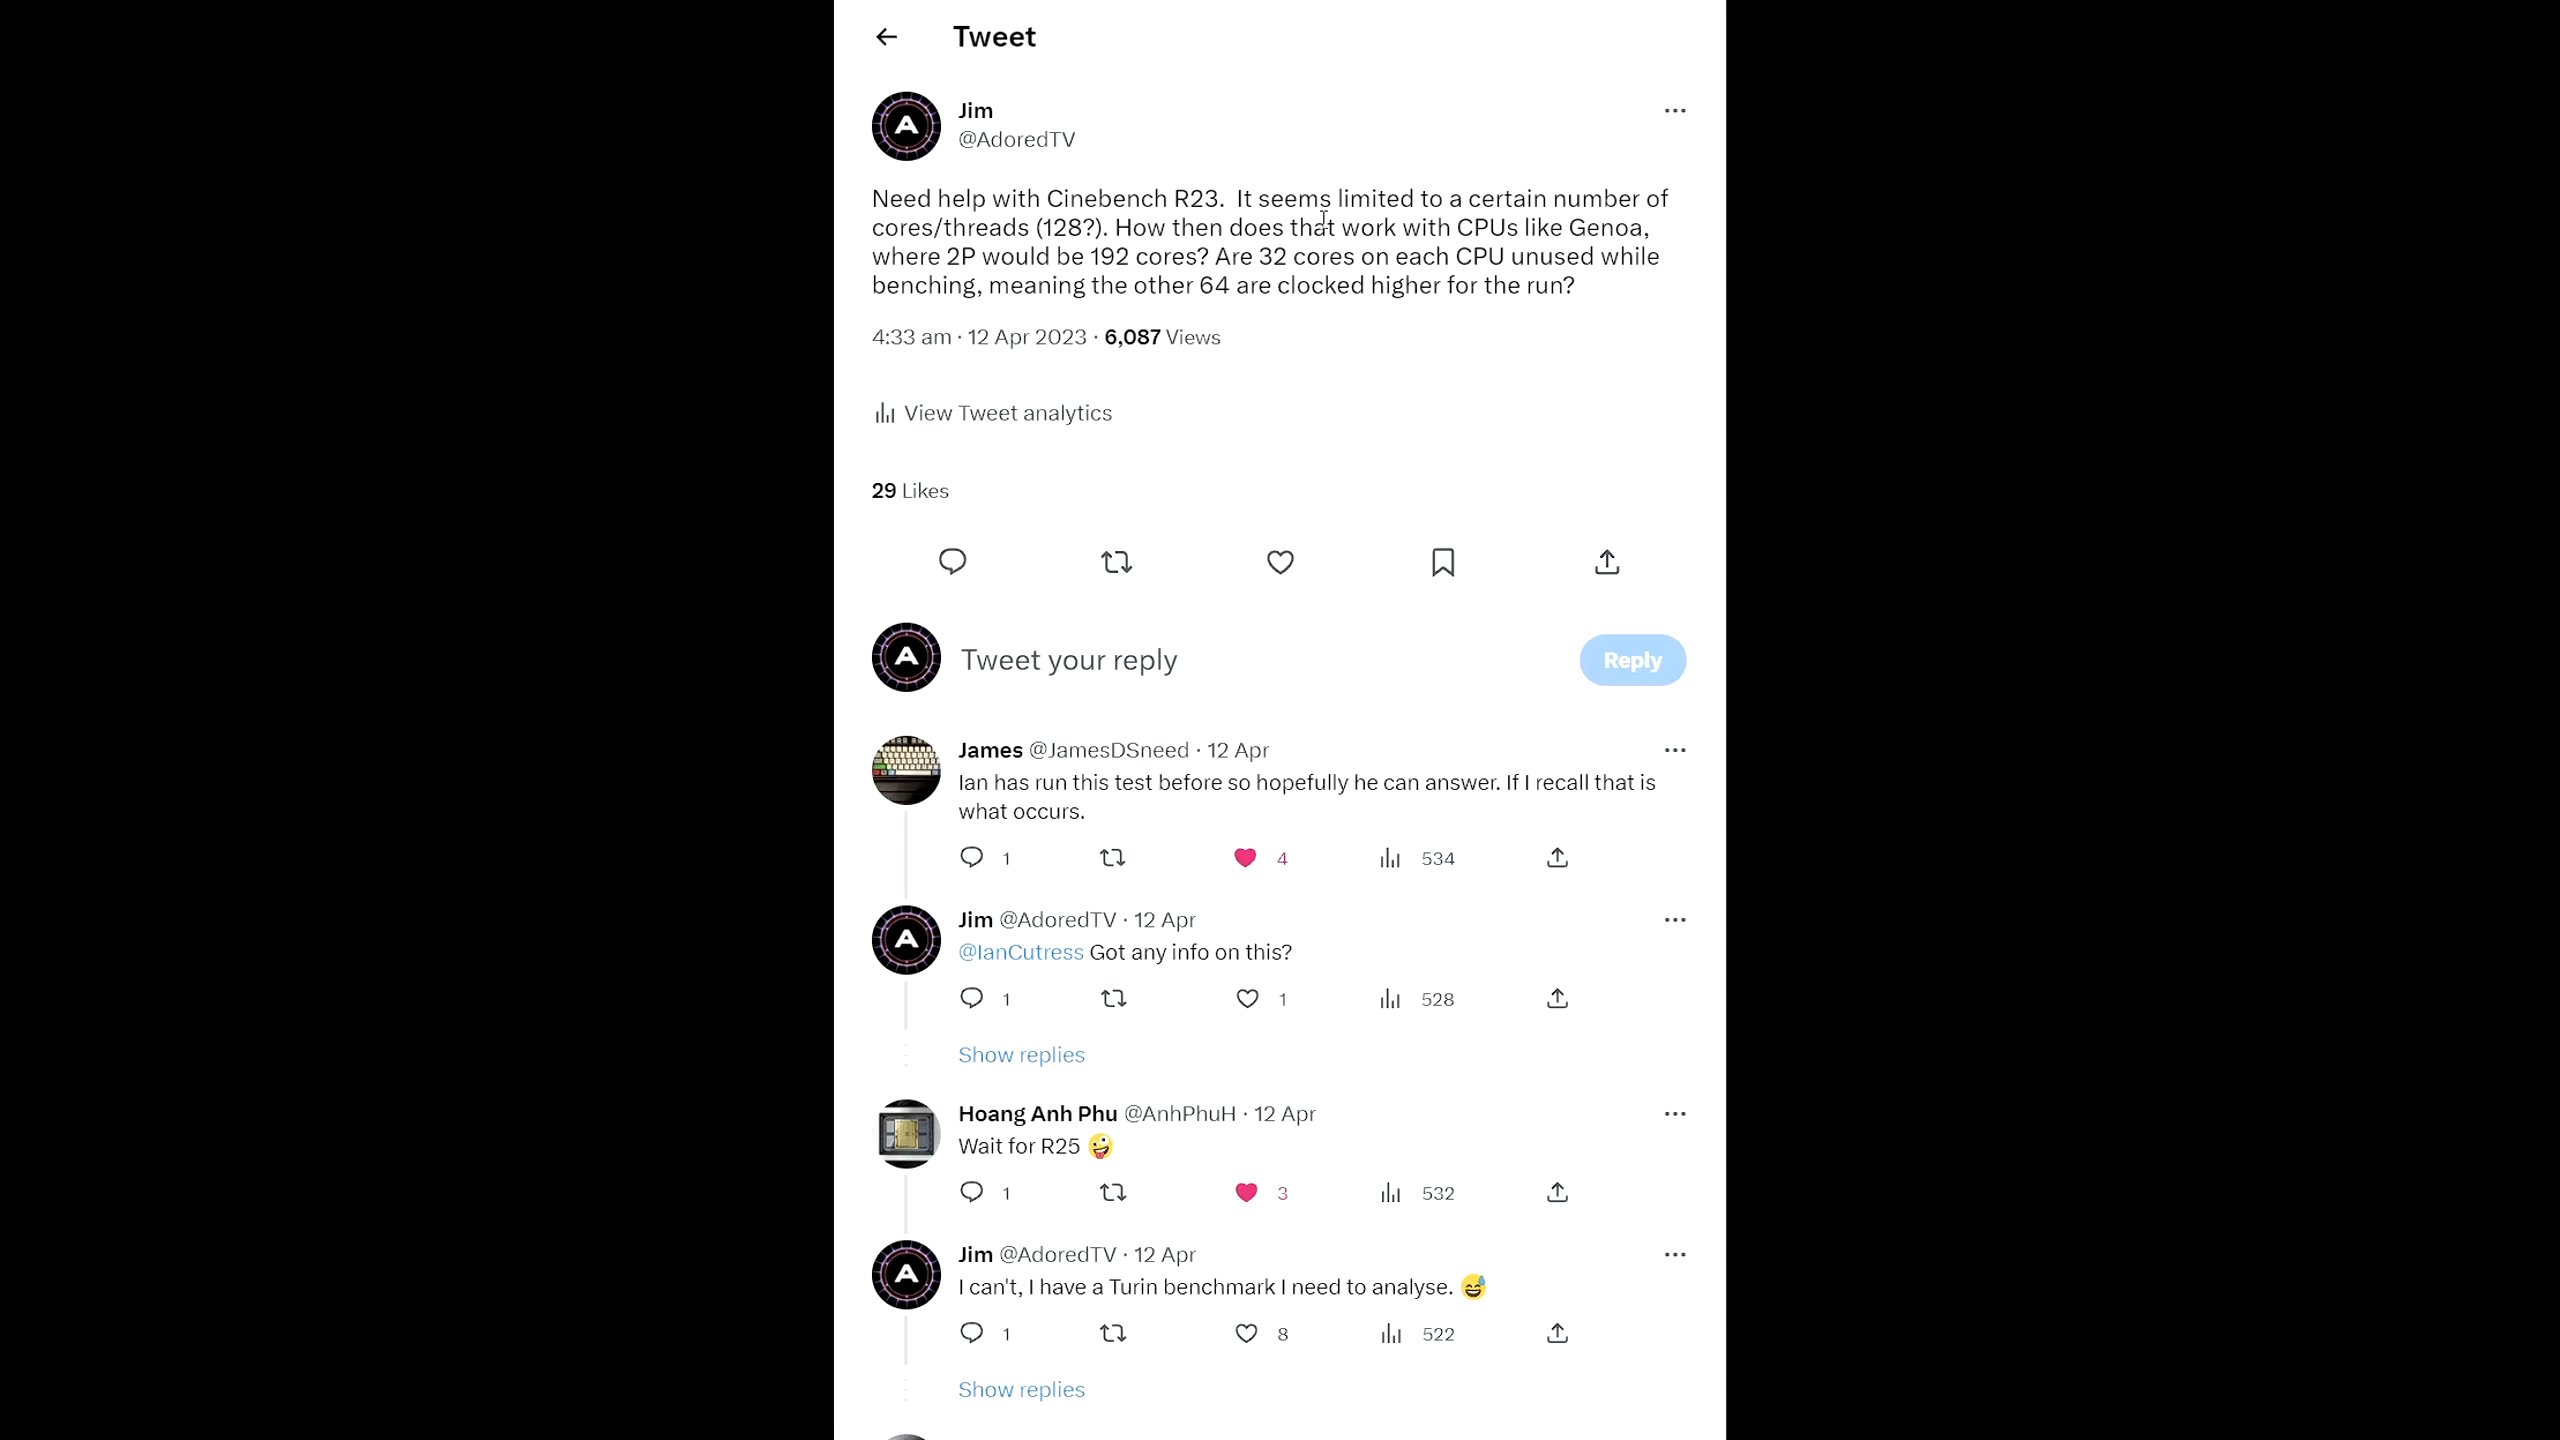 Tweet
Jim
@AdoredTV
Need help with Cinebench R23.  It seems limited to a certain number of
cores/threads (128?). How then does that work with CPUs like Genoa,
where 2P would be 192 cores? Are 32 cores on each CPU unused while
benching, meaning the other 64 are clocked higher for the run?
4:33 am · 12 Apr 2023 · 6,087 Views
View Tweet analytics
29 Likes
Tweet your reply
Reply
James @JamesDSneed · 12 Apr
Ian has run this test before so hopefully he can answer. If I recall that is
what occurs.
1 4 534
Jim @AdoredTV · 12 Apr
@IanCutress Got any info on this?
1 1 528
Show replies
Hoang Anh Phu @AnhPhuH · 12 Apr
Wait for R25 🤪
1 3 532
Jim @AdoredTV · 12 Apr
I can't, I have a Turin benchmark I need to analyse. 😅
1 8 522
Show replies